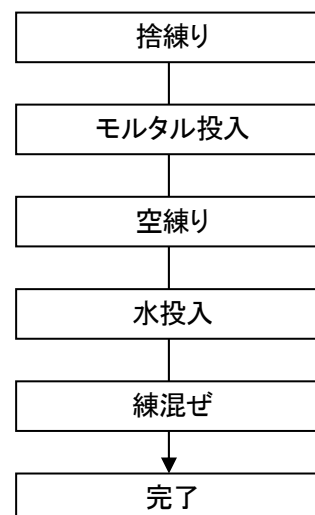 捨練り
モルタル投入
空練り
水投入
練混ぜ
完了